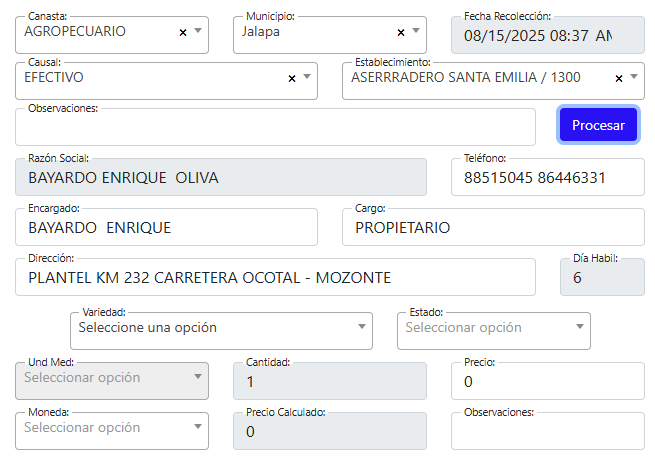 Canasta: Municipio: Fecha Recolección:
AGROPECUARIO × Jalapa × 08/15/2025 08:37 AM
Causal: Establecimiento:
EFECTIVO × ASERRRADERO SANTA EMILIA / 1300 ×
Observaciones:
Procesar
Razón Social: Teléfono:
BAYARDO ENRIQUE OLIVA 88515045 86446331
Encargado: Cargo:
BAYARDO ENRIQUE PROPIETARIO
Dirección: Día Habil:
PLANTEL KM 232 CARRETERA OCOTAL - MOZONTE 6
Variedad: Estado:
Seleccione una opción Seleccionar opción
Und Med: Cantidad: Precio:
Seleccionar opción 1 0
Moneda: Precio Calculado: Observaciones:
Seleccionar opción 0